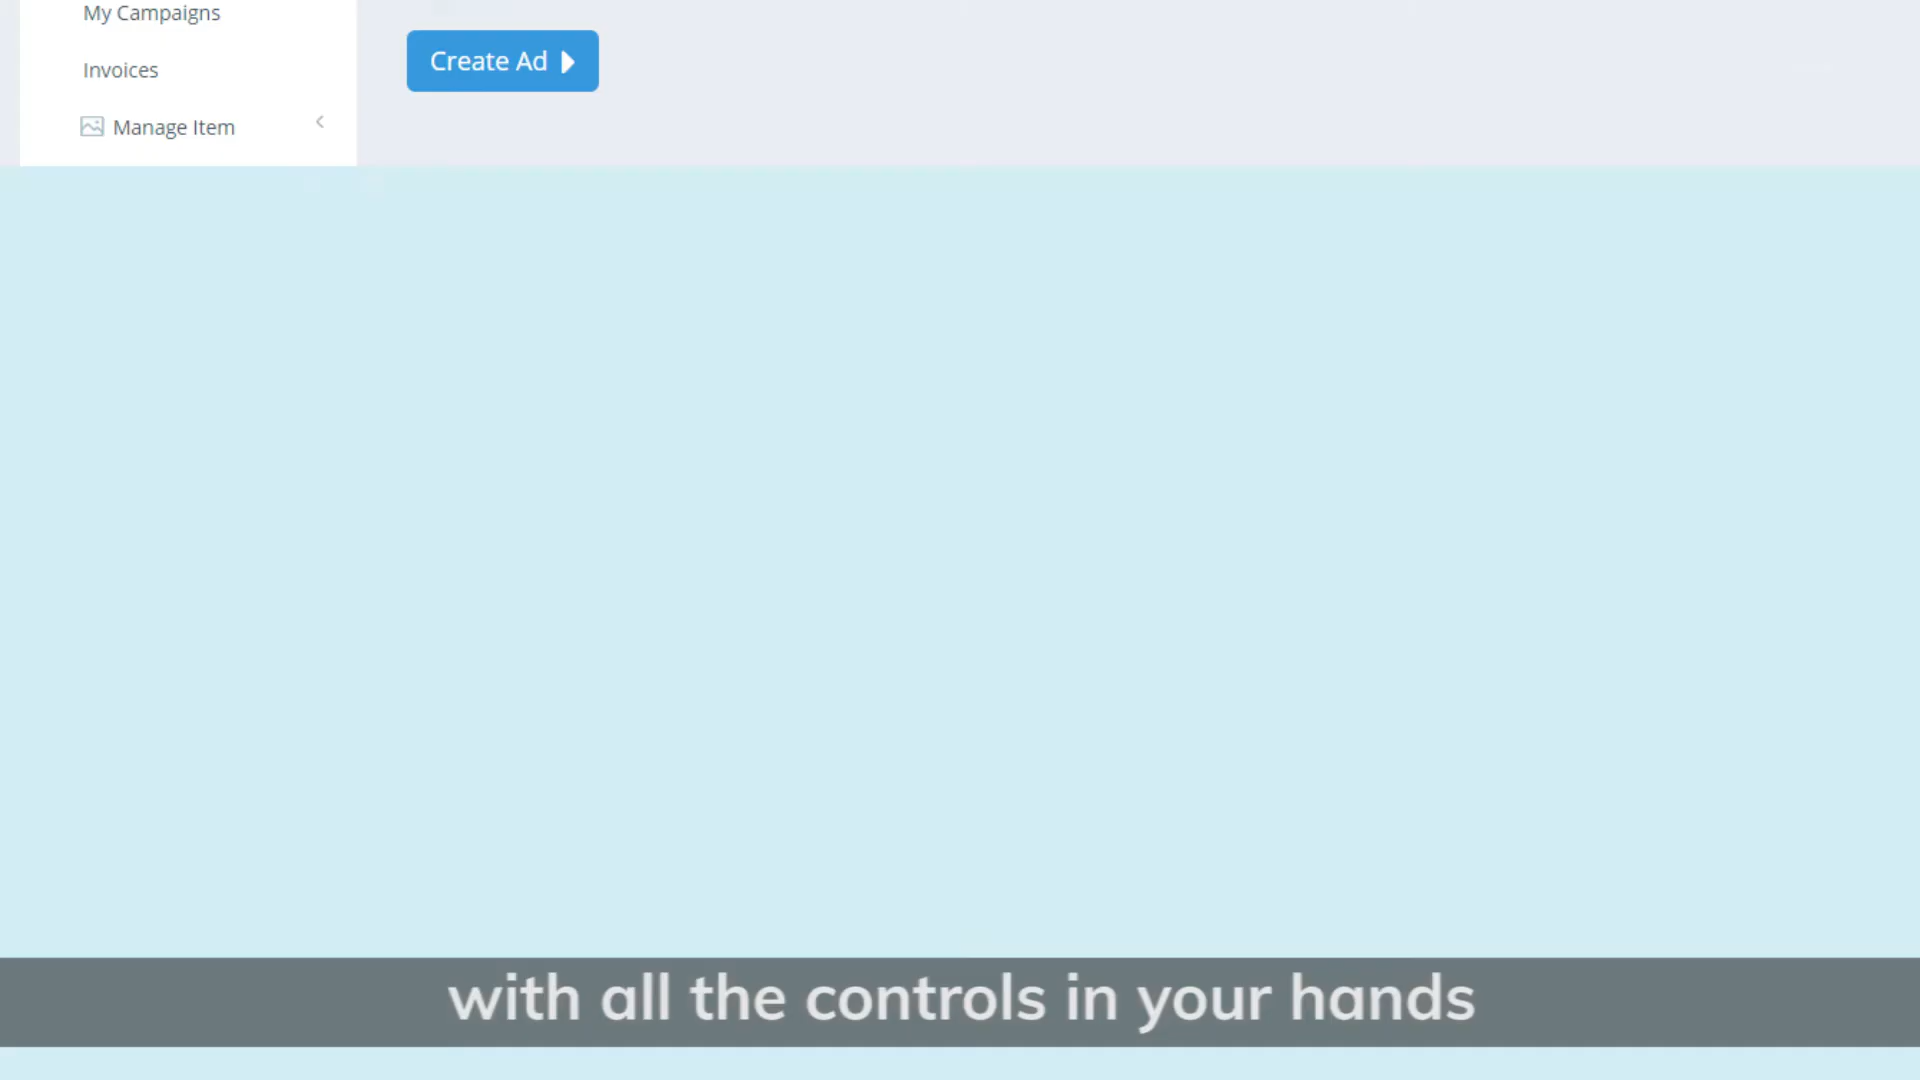 My Campaigns
Create Ad
Invoices
Manage Item
with all the controls in your hands